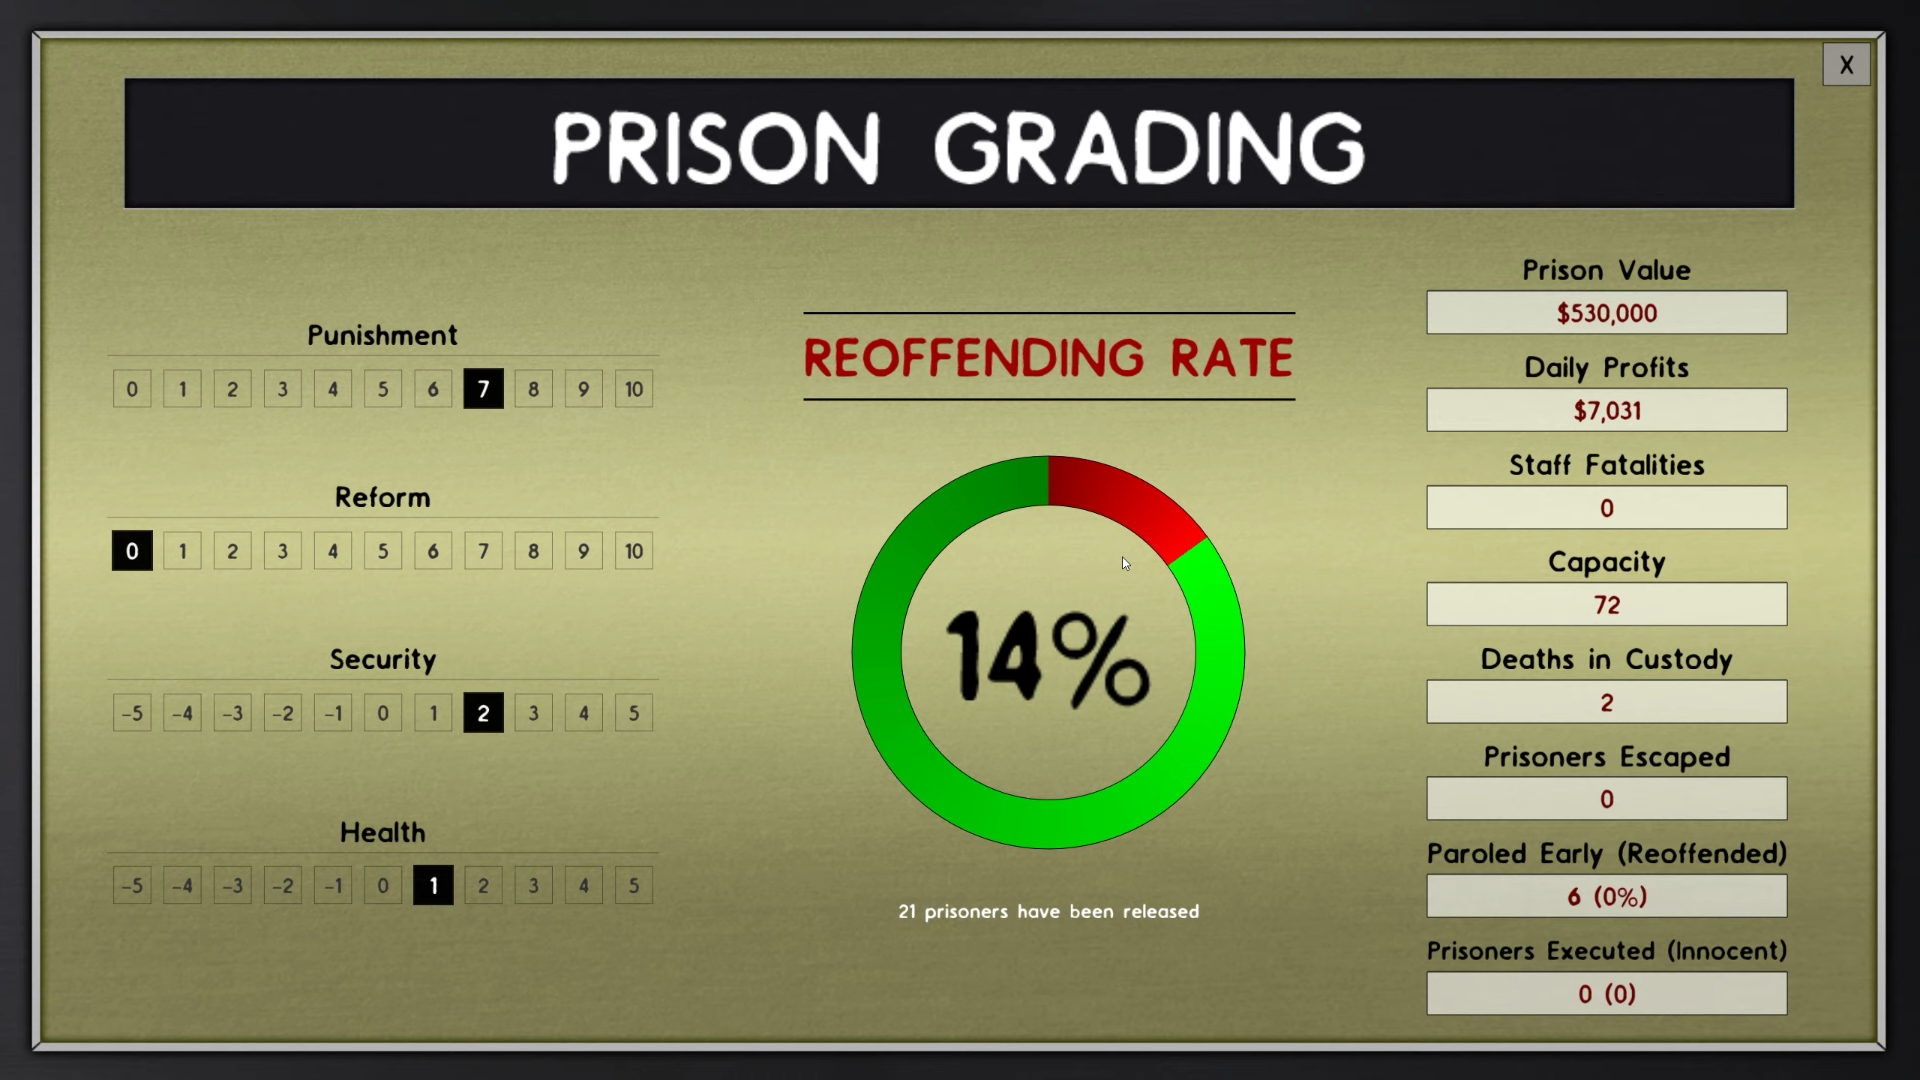 X
PRISON GRADING
Punishment
0 1 2 3 4 5 6 7 8 9 10
Reform
0 1 2 3 4 5 6 7 8 9 10
Security
-5 -4 -3 -2 -1 0 1 2 3 4 5
Health
-5 -4 -3 -2 -1 0 1 2 3 4 5
REOFFENDING RATE
14%
21 prisoners have been released
Prison Value
$530,000
Daily Profits
$7,031
Staff Fatalities
0
Capacity
72
Deaths in Custody
2
Prisoners Escaped
0
Paroled Early (Reoffended)
6 (0%)
Prisoners Executed (Innocent)
0 (0)